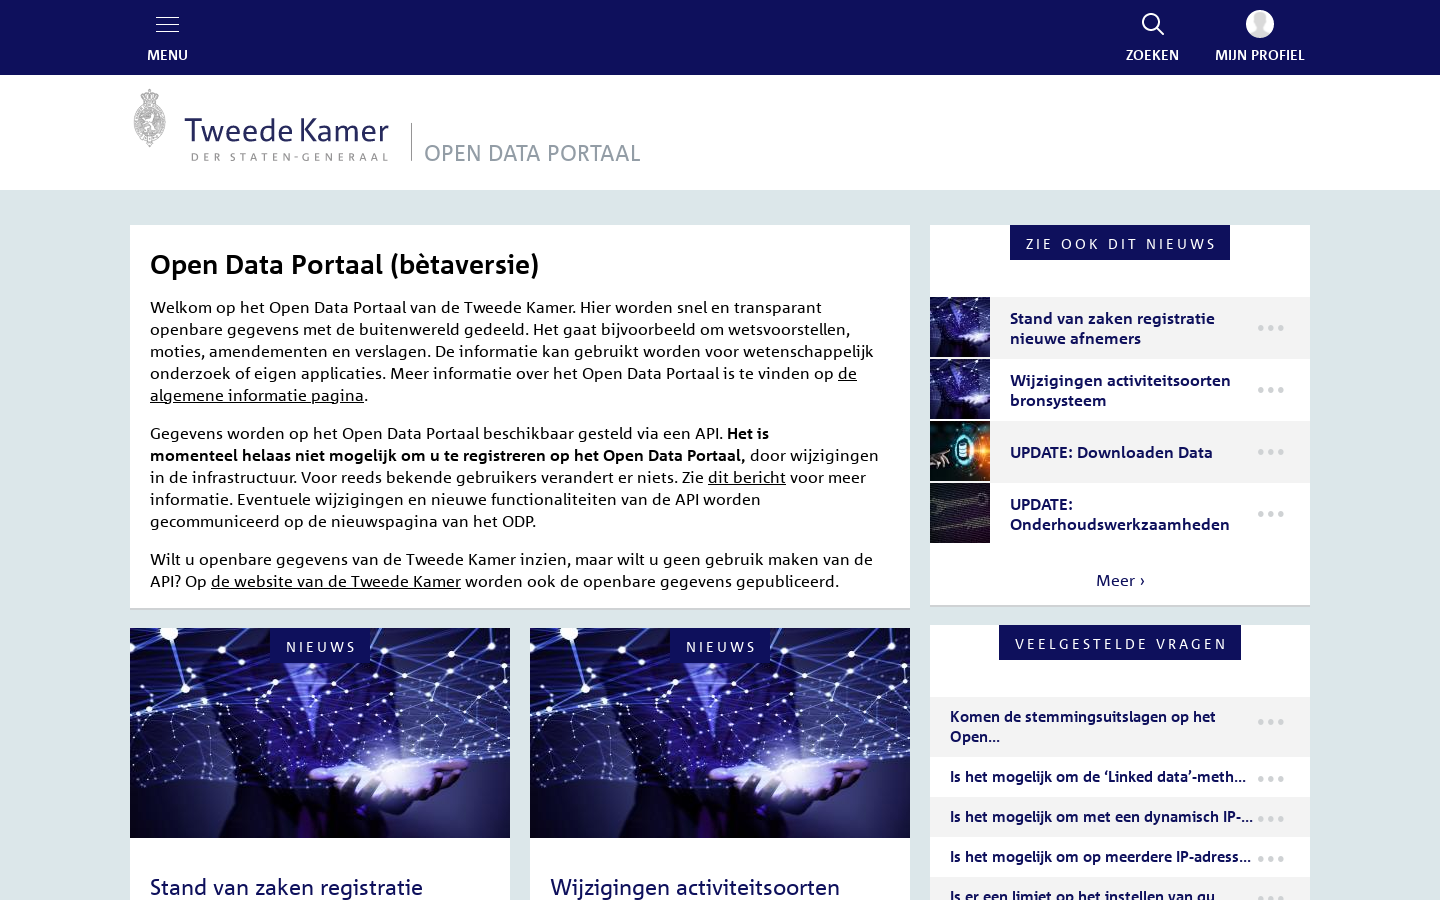 MENU
ZOEKEN
MIJN PROFIEL
Tweede Kamer
DER STATEN-GENERAAL
OPEN DATA PORTAAL
Open Data Portaal (bètaversie)
Welkom op het Open Data Portaal van de Tweede Kamer. Hier worden snel en transparant
openbare gegevens met de buitenwereld gedeeld. Het gaat bijvoorbeeld om wetsvoorstellen,
moties, amendementen en verslagen. De informatie kan gebruikt worden voor wetenschappelijk
onderzoek of eigen applicaties. Meer informatie over het Open Data Portaal is te vinden op de
algemene informatie pagina.
Gegevens worden op het Open Data Portaal beschikbaar gesteld via een API. Het is
momenteel helaas niet mogelijk om u te registreren op het Open Data Portaal, door wijzigingen
in de infrastructuur. Voor reeds bekende gebruikers verandert er niets. Zie dit bericht voor meer
informatie. Eventuele wijzigingen en nieuwe functionaliteiten van de API worden
gecommuniceerd op de nieuwspagina van het ODP.
Wilt u openbare gegevens van de Tweede Kamer inzien, maar wilt u geen gebruik maken van de
API? Op de website van de Tweede Kamer worden ook de openbare gegevens gepubliceerd.
ZIE OOK DIT NIEUWS
Stand van zaken registratie
nieuwe afnemers
Wijzigingen activiteitsoorten
bronsysteem
UPDATE: Downloaden Data
UPDATE:
Onderhoudswerkzaamheden
Meer ›
NIEUWS
Stand van zaken registratie
NIEUWS
Wijzigingen activiteitsoorten
VEELGESTELDE VRAGEN
Komen de stemmingsuitslagen op het
Open...
Is het mogelijk om de ‘Linked data’-meth...
Is het mogelijk om met een dynamisch IP-...
Is het mogelijk om op meerdere IP-adress...
Is er een limiet op het instellen van qu...